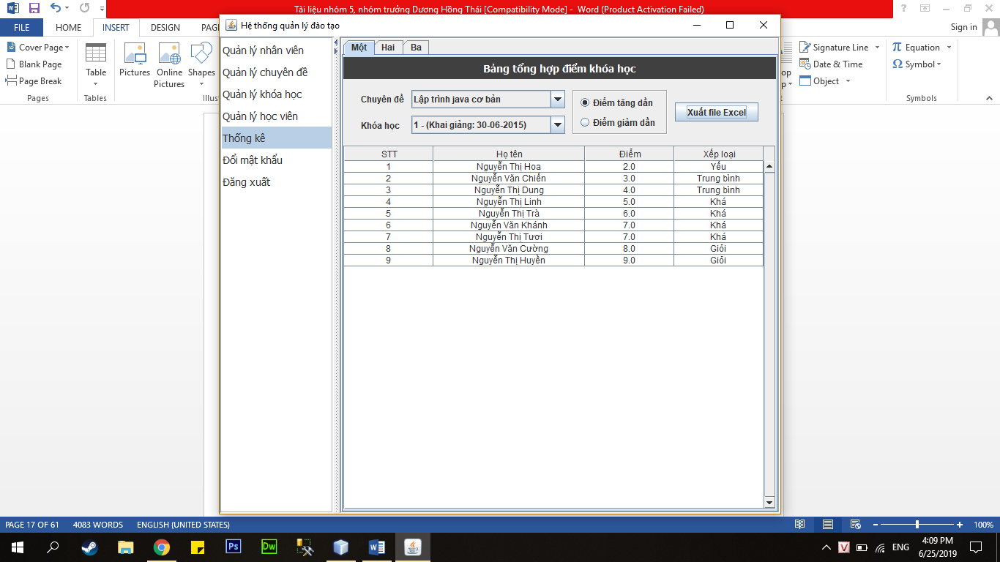 Tài liệu nhóm 5, nhóm trưởng Dương Hồng Thái [Compatibility Mode] - Word (Product Activation Failed)
FILE HOME INSERT DESIGN PAG
Sign in
Cover Page
Blank Page
Page Break
Pages
Table
Tables
Pictures
Online Pictures
Shapes
Illust
Signature Line
Date & Time
Object
Equation
Symbol
Symbols
Hệ thống quản lý đào tạo
Quản lý nhân viên
Quản lý chuyên đề
Quản lý khóa học
Quản lý học viên
Thống kê
Đổi mật khẩu
Đăng xuất
Một Hai Ba
Bảng tổng hợp điểm khóa học
Chuyên đề Lập trình java cơ bản
Khóa học 1 - (Khai giảng: 30-06-2015)
Điểm tăng dần
Điểm giảm dần
Xuất file Excel
STT Họ tên Điểm Xếp loại
1 Nguyễn Thị Hoa 2.0 Yếu
2 Nguyễn Văn Chiến 3.0 Trung bình
3 Nguyễn Thị Dung 4.0 Trung bình
4 Nguyễn Thị Linh 5.0 Khá
5 Nguyễn Thị Trà 6.0 Khá
6 Nguyễn Văn Khánh 7.0 Khá
7 Nguyễn Thị Tươi 7.0 Khá
8 Nguyễn Văn Cường 8.0 Giỏi
9 Nguyễn Thị Huyền 9.0 Giỏi
PAGE 17 OF 61 4083 WORDS ENGLISH (UNITED STATES) 100%
Ps Dw
ENG
4:09 PM
6/25/2019